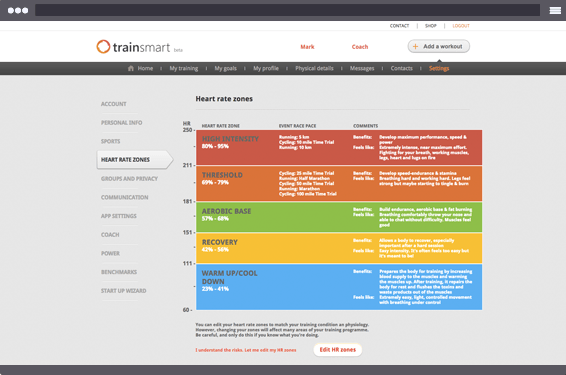 CONTACT | SHOP | LOGOUT
trainsmart beta
Mark Coach + Add a workout
Home | My training | My goals | My profile | Physical details | Messages | Contacts | Settings
Heart rate zones
ACCOUNT
PERSONAL INFO
SPORTS
HEART RATE ZONES
GROUPS AND PRIVACY
COMMUNICATION
APP SETTINGS
COACH
POWER
BENCHMARKS
START UP WIZARD
HR HEART RATE ZONE EVENT RACE PACE COMMENTS
250
HIGH INTENSITY
80% - 95%
Running: 5 km
Cycling: 10 mile Time Trial
Running: 10 km
Benefits: Develop maximum performance, speed &
power
Feels like: Extremely intense, near maximum effort.
Fighting for your breath, working muscles,
legs, heart and lungs on fire
211
THRESHOLD
69% - 79%
Cycling: 25 mile Time Trial
Running: Half Marathon
Cycling: 50 mile Time Trial
Running: Marathon
Cycling: 100 mile Time Trial
Benefits: Develop speed-endurance & stamina
Feels like: Breathing hard and working hard. Legs feel
strong but maybe starting to tingle & burn
181
AEROBIC BASE
57% - 68%
Benefits: Build endurance, aerobic base & fat burning
Feels like: Breathing comfortably throw your nose and
able to chat without difficulty. Muscles feel
good
151
RECOVERY
42% - 56%
Benefits: Allows a body to recover, especially
important after a hard session
Feels like: Easy intensity. It's often feels too easy but
it's meant to be!
111
WARM UP/COOL
DOWN
23% - 41%
Benefits: Prepares the body for training by increasing
blood supply to the muscles and warming
the muscles up. After training, it repairs the
body for rest and flushes the toxins and
waste products out of the muscles
Feels like: Extremely easy, light, controlled movement
with breathing under control
60
You can edit your heart rate zones to match your training condition an physiology.
However, changing your zones will affect many areas of your training programme.
Be careful, and only do this if you know what you're doing.
I understand the risks. Let me edit my HR zones Edit HR zones